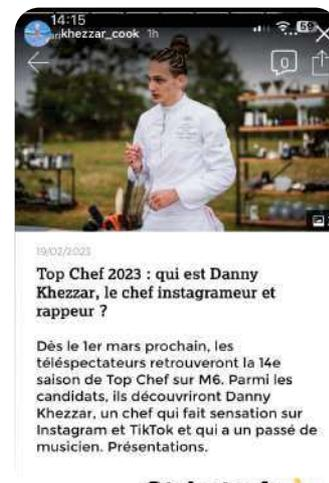 14:15
khezzar_cook 1h
69
0
19/02/2023
Top Chef 2023 : qui est Danny
Khezzar, le chef instagrameur et
rappeur ?
Dès le 1er mars prochain, les
téléspectateurs retrouveront la 14e
saison de Top Chef sur M6. Parmi les
candidats, ils découvriront Danny
Khezzar, un chef qui fait sensation sur
Instagram et TikTok et qui a un passé de
musicien. Présentations.